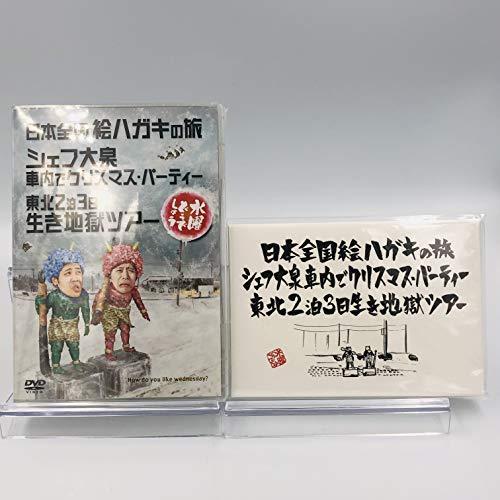 日本全国絵ハガキの旅
シェフ大泉
車内でクリスマス・パーティー
東北2泊3日
生き地獄ツアー
水曜
どうで
しょう
How do you like wednesday?
DVD
VIDEO
日本全国絵ハガキの旅
シェフ大泉車内でクリスマス・パーティー
東北2泊3日生き地獄ツアー